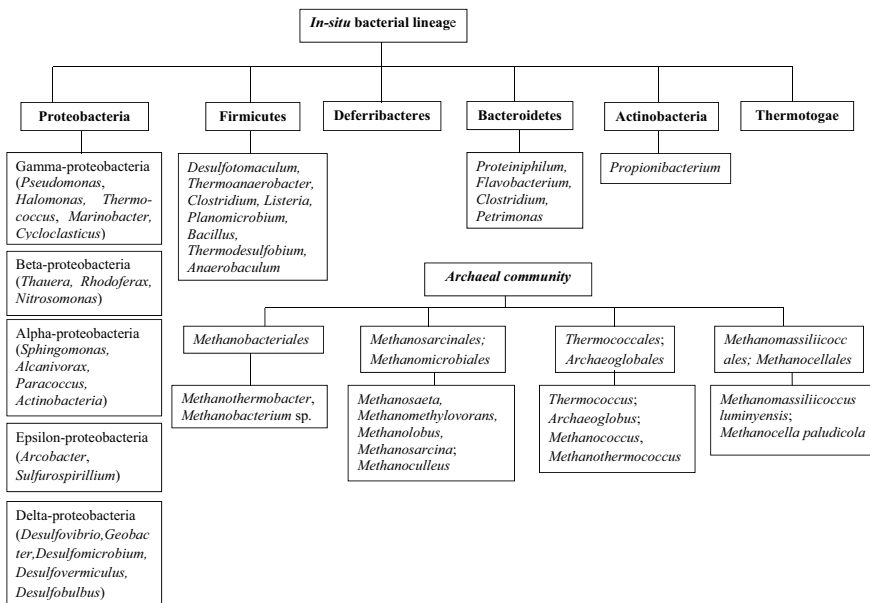 In-situ bacterial lineage
Proteobacteria
Firmicutes
Deferribacteres
Bacteroidetes
Actinobacteria
Thermotogae
Gamma-proteobacteria
(Pseudomonas,
Halomonas, Thermo-
coccus, Marinobacter,
Cycloclasticus)
Beta-proteobacteria
(Thauera, Rhodoferax,
Nitrosomonas)
Alpha-proteobacteria
(Sphingomonas,
Alcanivorax,
Paracoccus,
Actinobacteria)
Epsilon-proteobacteria
(Arcobacter,
Sulfurospirillium)
Delta-proteobacteria
(Desulfovibrio,Geobac
ter,Desulfomicrobium,
Desulfovermiculus,
Desulfobulbus)
Desulfotomaculum,
Thermoanaerobacter,
Clostridium, Listeria,
Planomicrobium,
Bacillus,
Thermodesulfobium,
Anaerobaculum
Proteiniphilum,
Flavobacterium,
Clostridium,
Petrimonas
Propionibacterium
Archaeal community
Methanobacteriales
Methanosarcinales;
Methanomicrobiales
Thermococcales;
Archaeoglobales
Methanomassiliicocc
ales; Methanocellales
Methanothermobacter,
Methanobacterium sp.
Methanosaeta,
Methanomethylovorans,
Methanolobus,
Methanosarcina;
Methanoculleus
Thermococcus;
Archaeoglobus;
Methanococcus,
Methanothermococcus
Methanomassiliicoccus
luminyensis;
Methanocella paludicola